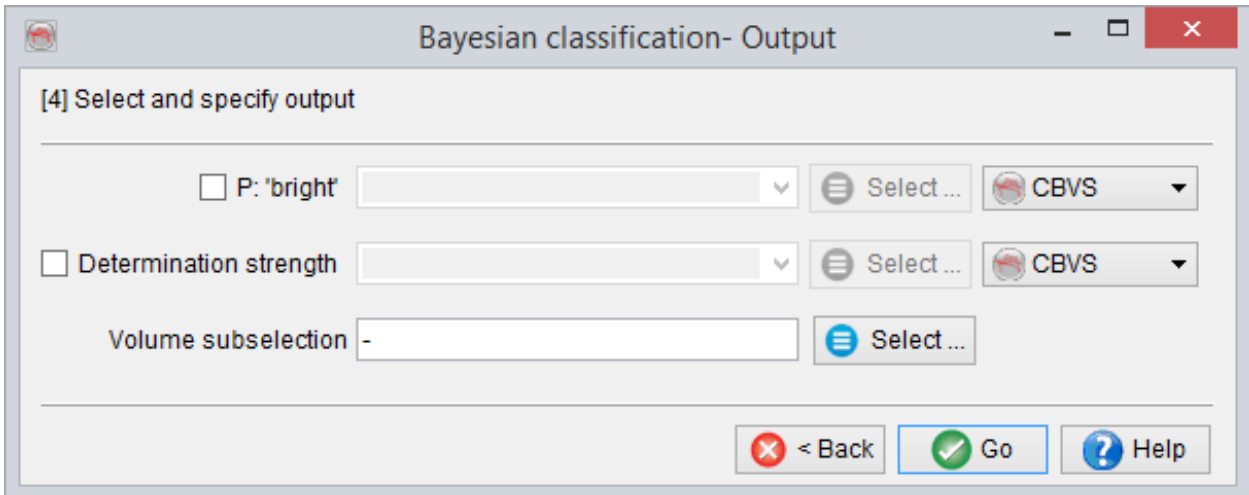 Bayesian classification- Output
[4] Select and specify output
P: 'bright' Select ... CBVS
Determination strength Select ... CBVS
Volume subselection - Select ...
< Back Go Help